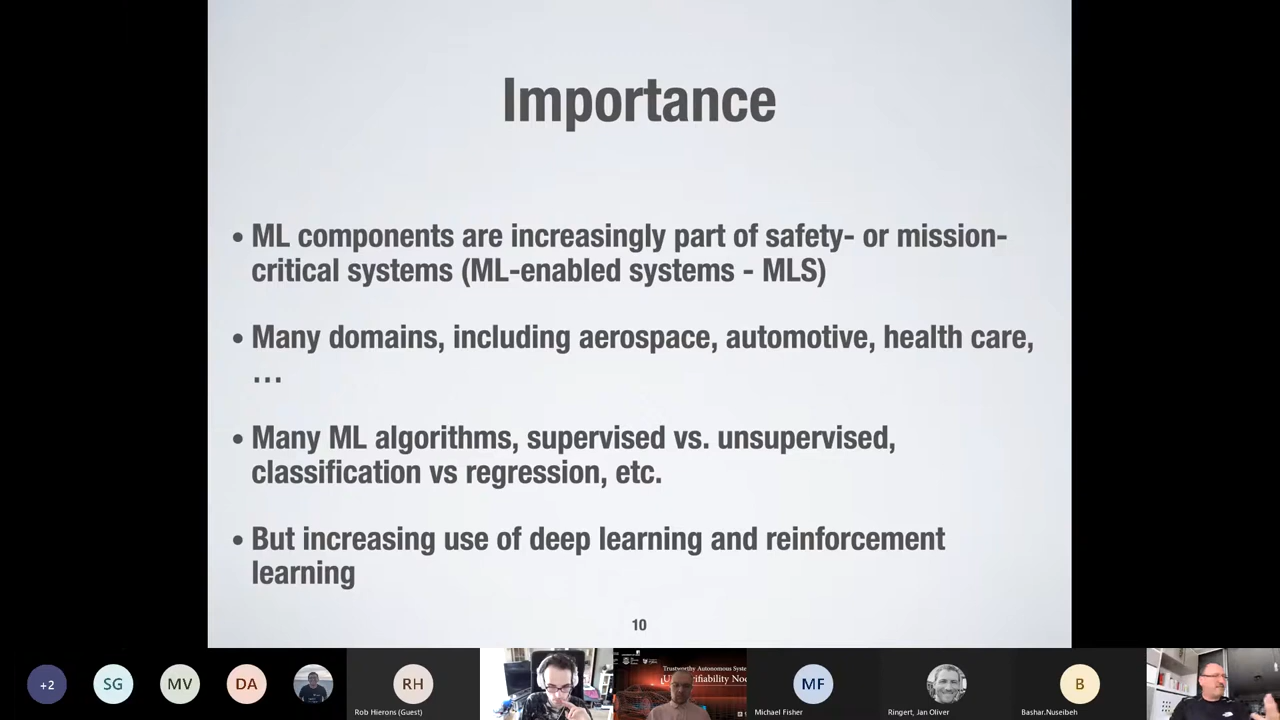 Importance
• ML components are increasingly part of safety- or mission-
critical systems (ML-enabled systems - MLS)
• Many domains, including aerospace, automotive, health care,
…
• Many ML algorithms, supervised vs. unsupervised,
classification vs regression, etc.
• But increasing use of deep learning and reinforcement
learning
10
+2
SG
MV
DA
RH
Rob Hierons (Guest)
Trustworthy Autonomous Syste
MF
Michael Fisher
Ringert, Jan Oliver
B
Bashar.Nuseibeh